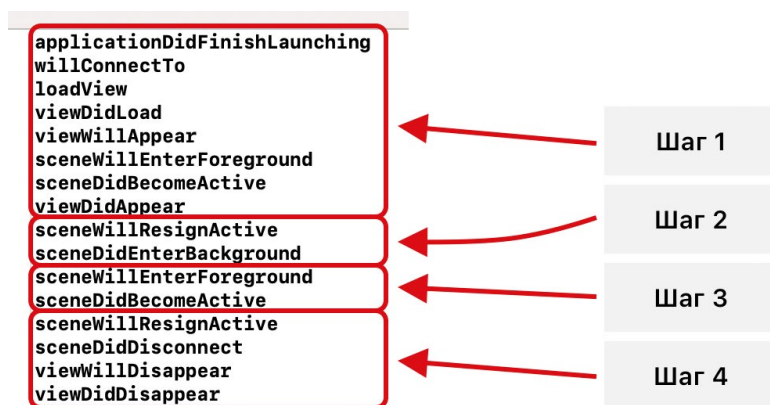 applicationDidFinishLaunching
willConnectTo
loadView
viewDidLoad
viewWillAppear
sceneWillEnterForeground
sceneDidBecomeActive
viewDidAppear
sceneWillResignActive
sceneDidEnterBackground
sceneWillEnterForeground
sceneDidBecomeActive
sceneWillResignActive
sceneDidDisconnect
viewWillDisappear
viewDidDisappear
Шаг 1
Шаг 2
Шаг 3
Шаг 4